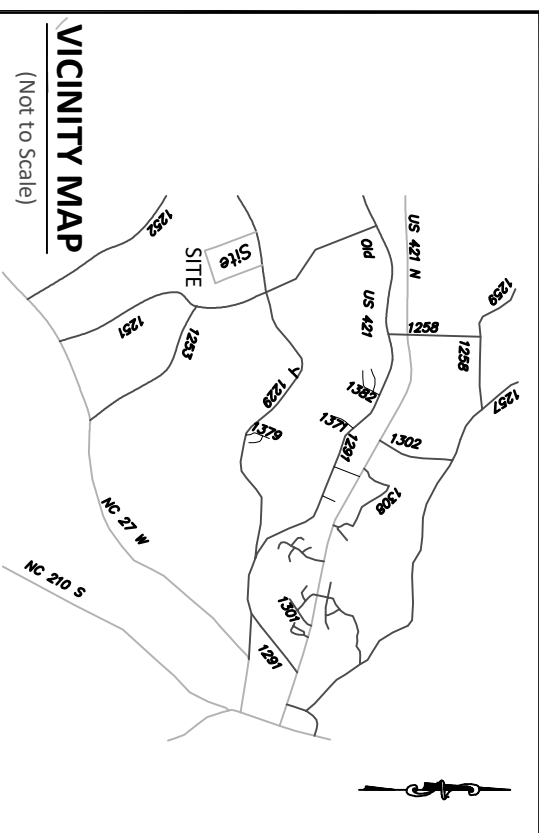 VICINITY MAP
(Not to Scale)
US 421 N
Old US 421
1259
1258
1258
1257
1252
Site
SITE
1251
1253
1382
1371
1291
1302
1308
1229
1379
1301
1291
NC 27 W
NC 210 S